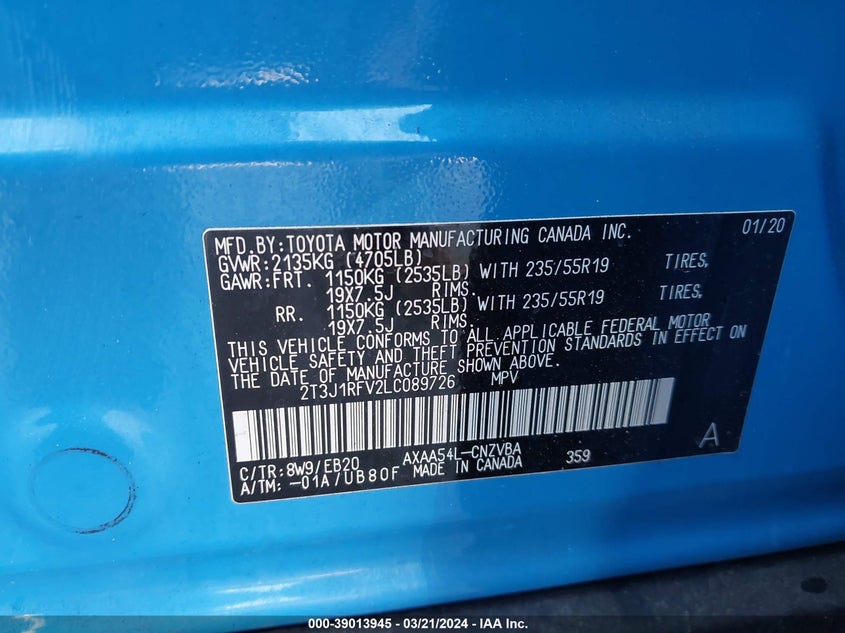 MFD.BY:TOYOTA MOTOR MANUFACTURING CANADA INC. 01/20
GVWR:2135KG (4705LB)
GAWR:FRT. 1150KG (2535LB) WITH 235/55R19 TIRES,
19X7.5J RIMS.
RR. 1150KG (2535LB) WITH 235/55R19 TIRES,
19X7.5J RIMS.
THIS VEHICLE CONFORMS TO ALL APPLICABLE FEDERAL MOTOR
VEHICLE SAFETY AND THEFT PREVENTION STANDARDS IN EFFECT ON
THE DATE OF MANUFACTURE SHOWN ABOVE.
2T3J1RFV2LC089726 MPV
A
C/TR:8W9/EB20 AXAA54L-CNZVBA 359
A/TM:-01A/UB80F MADE IN CANADA
000-39013945 / 03/21/2024 - IAA Inc.